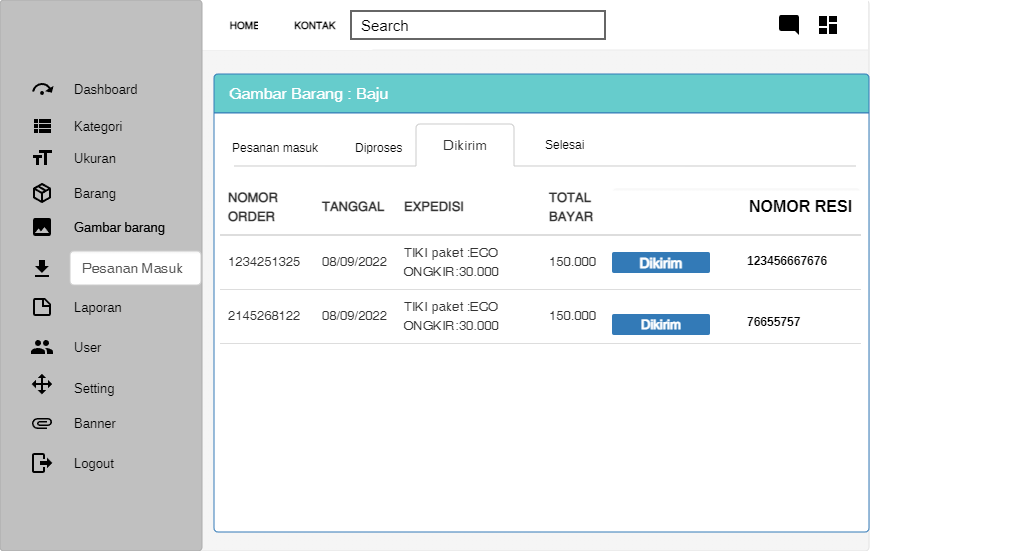 HOME
KONTAK
Search
Dashboard
Kategori
Ukuran
Barang
Gambar barang
Pesanan Masuk
Laporan
User
Setting
Banner
Logout
Gambar Barang : Baju
Pesanan masuk
Diproses
Dikirim
Selesai
NOMOR
ORDER
TANGGAL
EXPEDISI
TOTAL
BAYAR
NOMOR RESI
1234251325
08/09/2022
TIKI paket :ECO
ONGKIR:30.000
150.000
Dikirim
123456667676
2145268122
08/09/2022
TIKI paket :ECO
ONGKIR:30.000
150.000
Dikirim
76655757